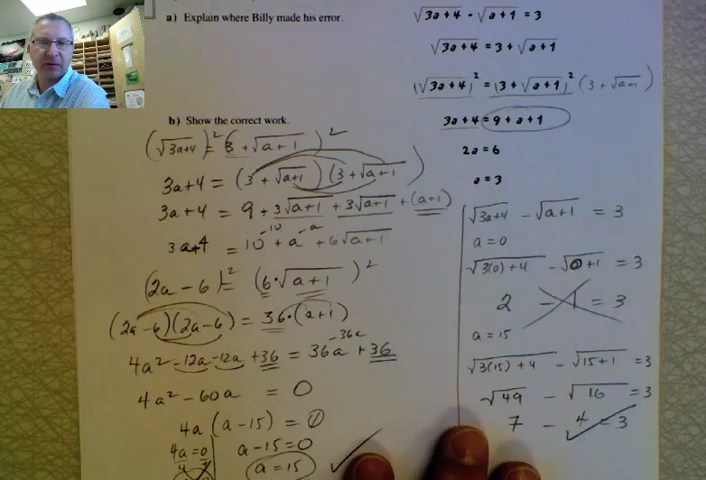 a) Explain where Billy made his error.
√3a+4 - √a+1 = 3
√3a+4 = 3 + √a+1
(√3a+4)² = (3 + √a+1)² (3 + √a+1)
3a+4 = 9 + a + 1
2a = 6
a = 3
b) Show the correct work.
(√3a+4)² = (3 + √a+1)²
3a+4 = (3 + √a+1)(3 + √a+1)
3a+4 = 9 + 3√a+1 + 3√a+1 + (a+1)
3a+4 = 10 + a + 6√a+1
-10 -a
(2a - 6)² = (6·√a+1)²
(2a-6)(2a-6) = 36·(a+1)
4a² - 12a - 12a + 36 = 36a + 36
-36a
4a² - 60a = 0
4a(a-15) = 0
4a = 0 a-15=0
4 4 a=15
√3a+4 - √a+1 = 3
a=0
√3(0)+4 - √0+1 = 3
2 - 1 = 3
a=15
√3(15)+4 - √15+1 = 3
√49 - √16 = 3
7 - 4 = 3